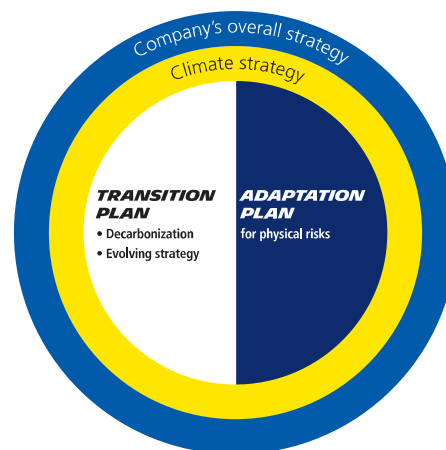 Company's overall strategy
Climate strategy
TRANSITION
PLAN
• Decarbonization
• Evolving strategy
ADAPTATION
PLAN
for physical risks